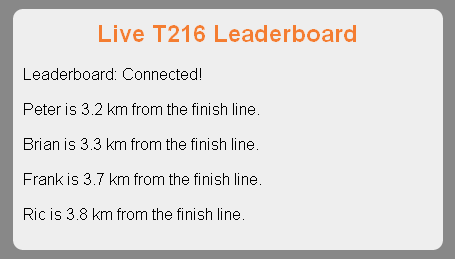 Live T216 Leaderboard
Leaderboard: Connected!
Peter is 3.2 km from the finish line.
Brian is 3.3 km from the finish line.
Frank is 3.7 km from the finish line.
Ric is 3.8 km from the finish line.